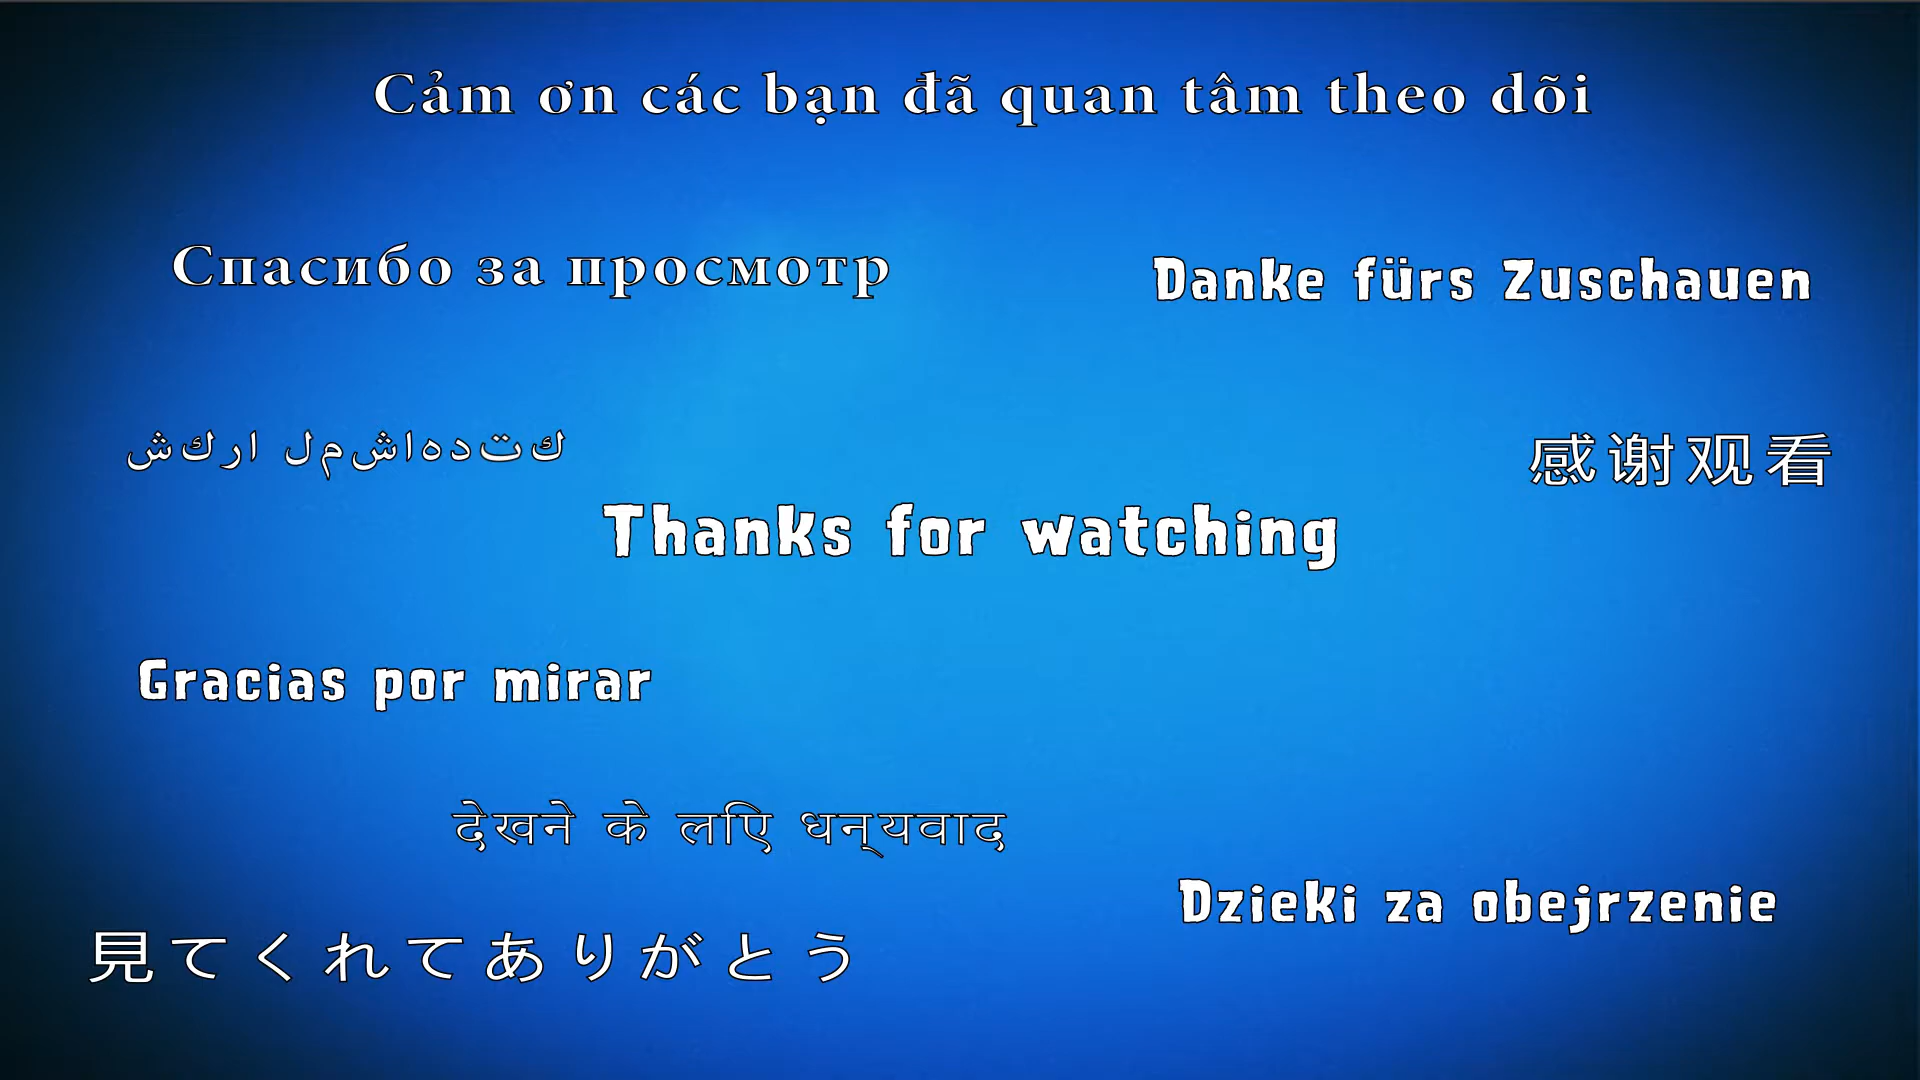 Cảm ơn các bạn đã quan tâm theo dõi
Спасибо за просмотр
Danke fürs Zuschauen
شكرا لمشاهدتك
感谢观看
Thanks for watching
Gracias por mirar
देखने के लिए धन्यवाद
Dzieki za obejrzenie
見てくれてありがとう